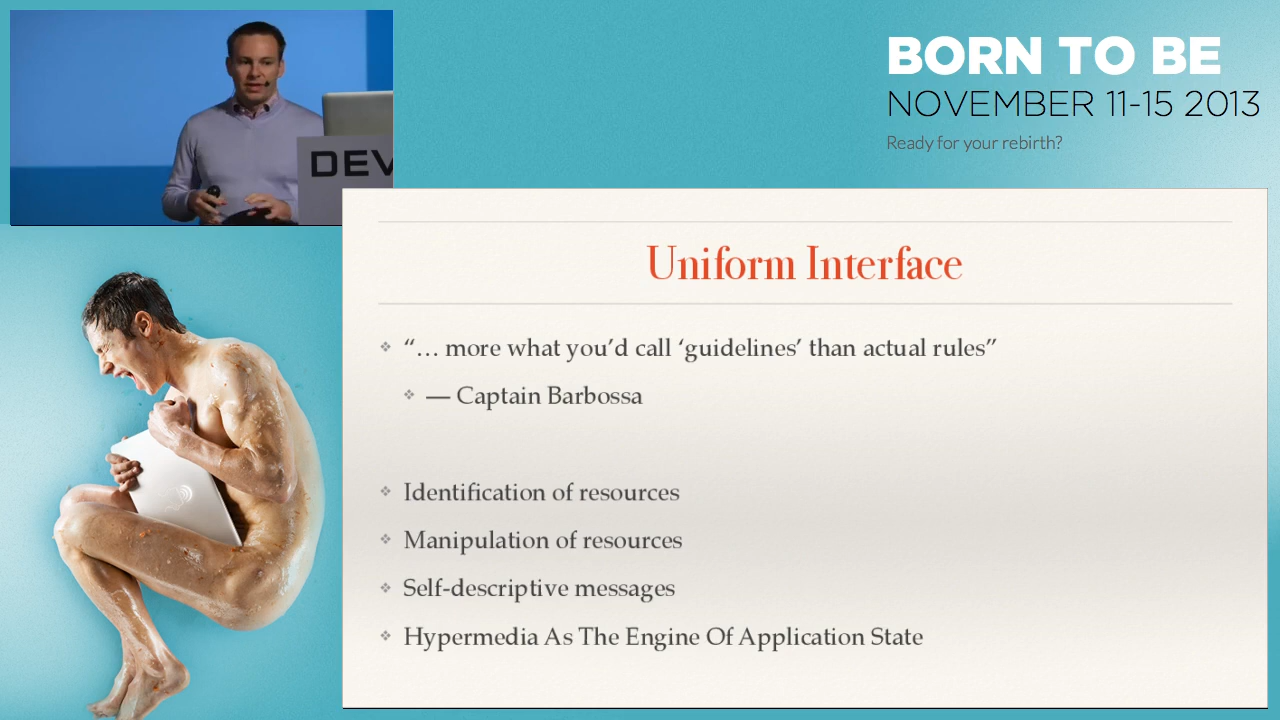 BORN TO BE
NOVEMBER 11-15 2013
Ready for your rebirth?
DEV
Uniform Interface
“… more what you’d call ‘guidelines’ than actual rules”
— Captain Barbossa
Identification of resources
Manipulation of resources
Self-descriptive messages
Hypermedia As The Engine Of Application State